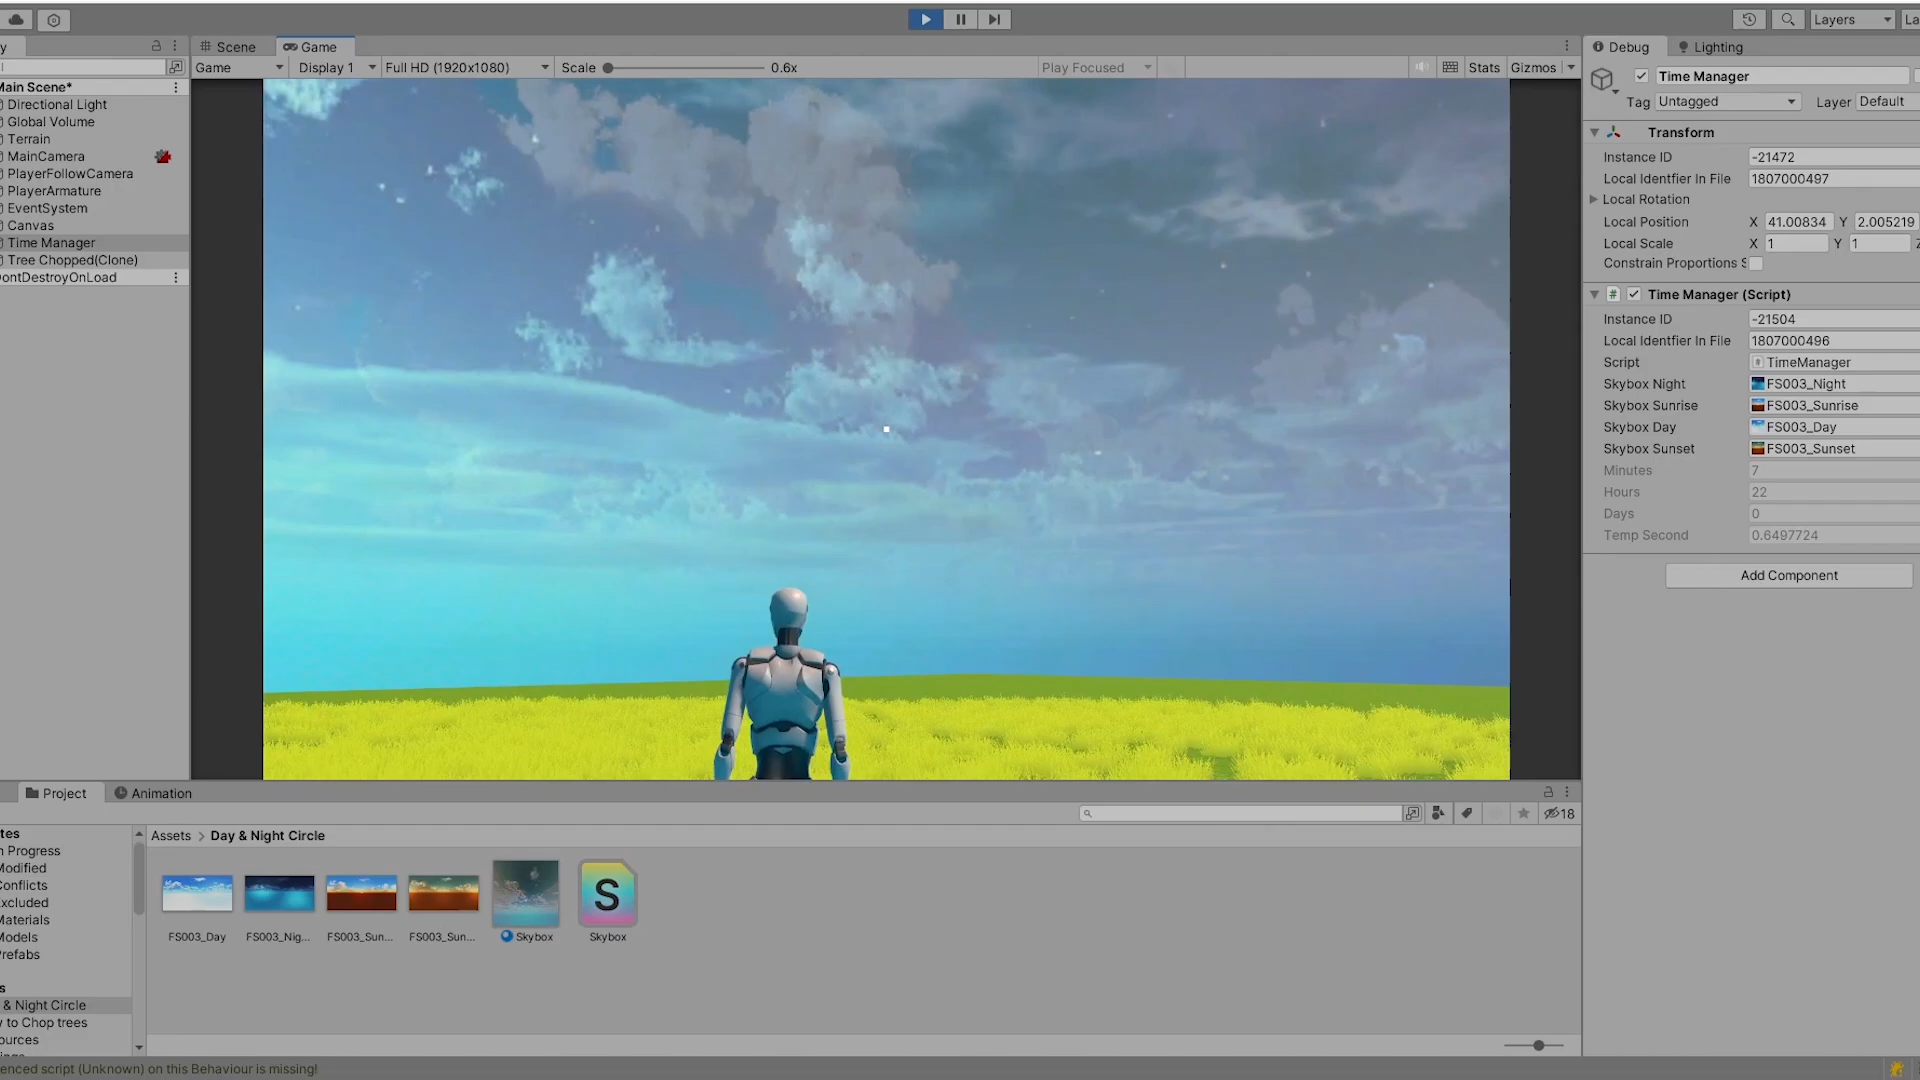 Layers
La
y
Scene
Game
Debug
Lighting
Game
Display 1
Full HD (1920x1080)
Scale
0.6x
Play Focused
Stats
Gizmos
Main Scene*
Directional Light
Global Volume
Terrain
MainCamera
PlayerFollowCamera
PlayerArmature
EventSystem
Canvas
Time Manager
Tree Chopped(Clone)
DontDestroyOnLoad
Time Manager
Tag Untagged
Layer Default
Transform
Instance ID -21472
Local Identfier In File 1807000497
Local Rotation
Local Position X 41.00834 Y 2.005219
Local Scale X 1 Y 1 Z
Constrain Proportions S
# Time Manager (Script)
Instance ID -21504
Local Identfier In File 1807000496
Script TimeManager
Skybox Night FS003_Night
Skybox Sunrise FS003_Sunrise
Skybox Day FS003_Day
Skybox Sunset FS003_Sunset
Minutes 7
Hours 22
Days 0
Temp Second 0.6497724
Add Component
Project
Animation
18
tes
n Progress
Modified
Conflicts
Excluded
Materials
Models
Prefabs
s
& Night Circle
y to Chop trees
ources
Assets > Day & Night Circle
FS003_Day
FS003_Nig...
FS003_Sun...
FS003_Sun...
Skybox
S
Skybox
enced script (Unknown) on this Behaviour is missing!